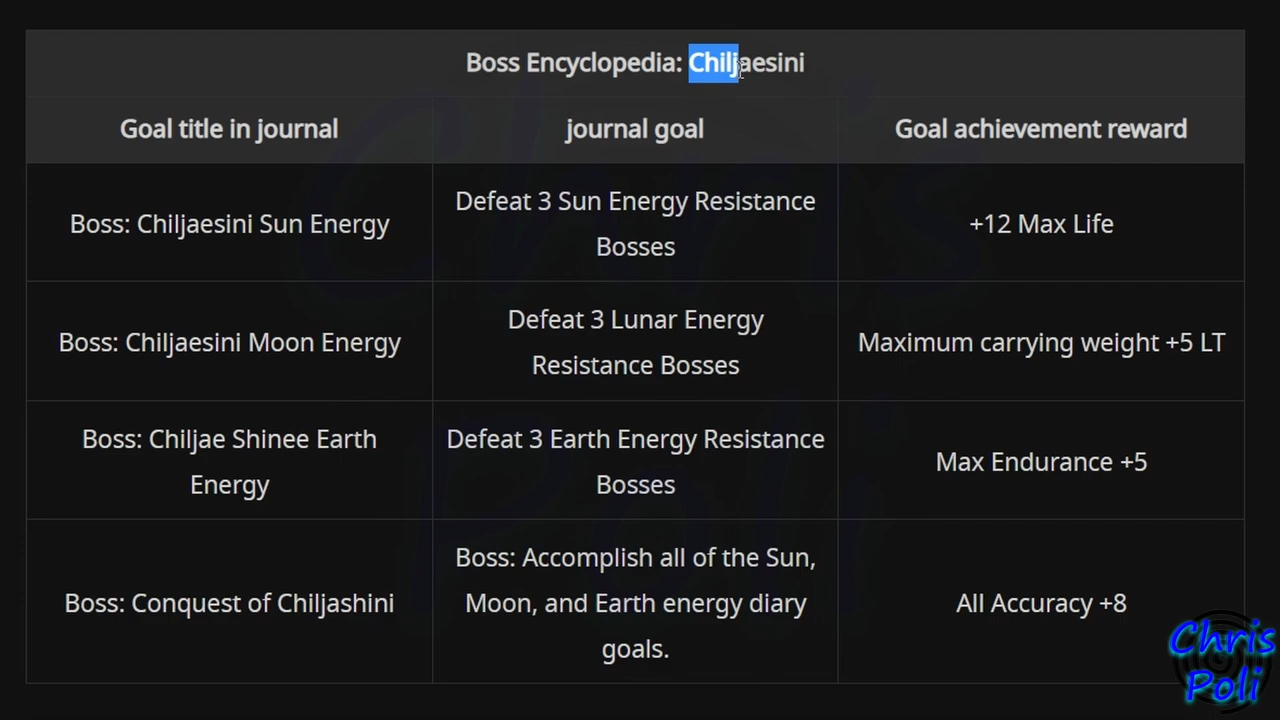 Boss Encyclopedia: Chiljaesini
Goal title in journal
journal goal
Goal achievement reward
Boss: Chiljaesini Sun Energy
Defeat 3 Sun Energy Resistance
Bosses
+12 Max Life
Boss: Chiljaesini Moon Energy
Defeat 3 Lunar Energy
Resistance Bosses
Maximum carrying weight +5 LT
Boss: Chiljae Shinee Earth
Energy
Defeat 3 Earth Energy Resistance
Bosses
Max Endurance +5
Boss: Conquest of Chiljashini
Boss: Accomplish all of the Sun,
Moon, and Earth energy diary
goals.
All Accuracy +8
Chris
Poli
Chris
Poli